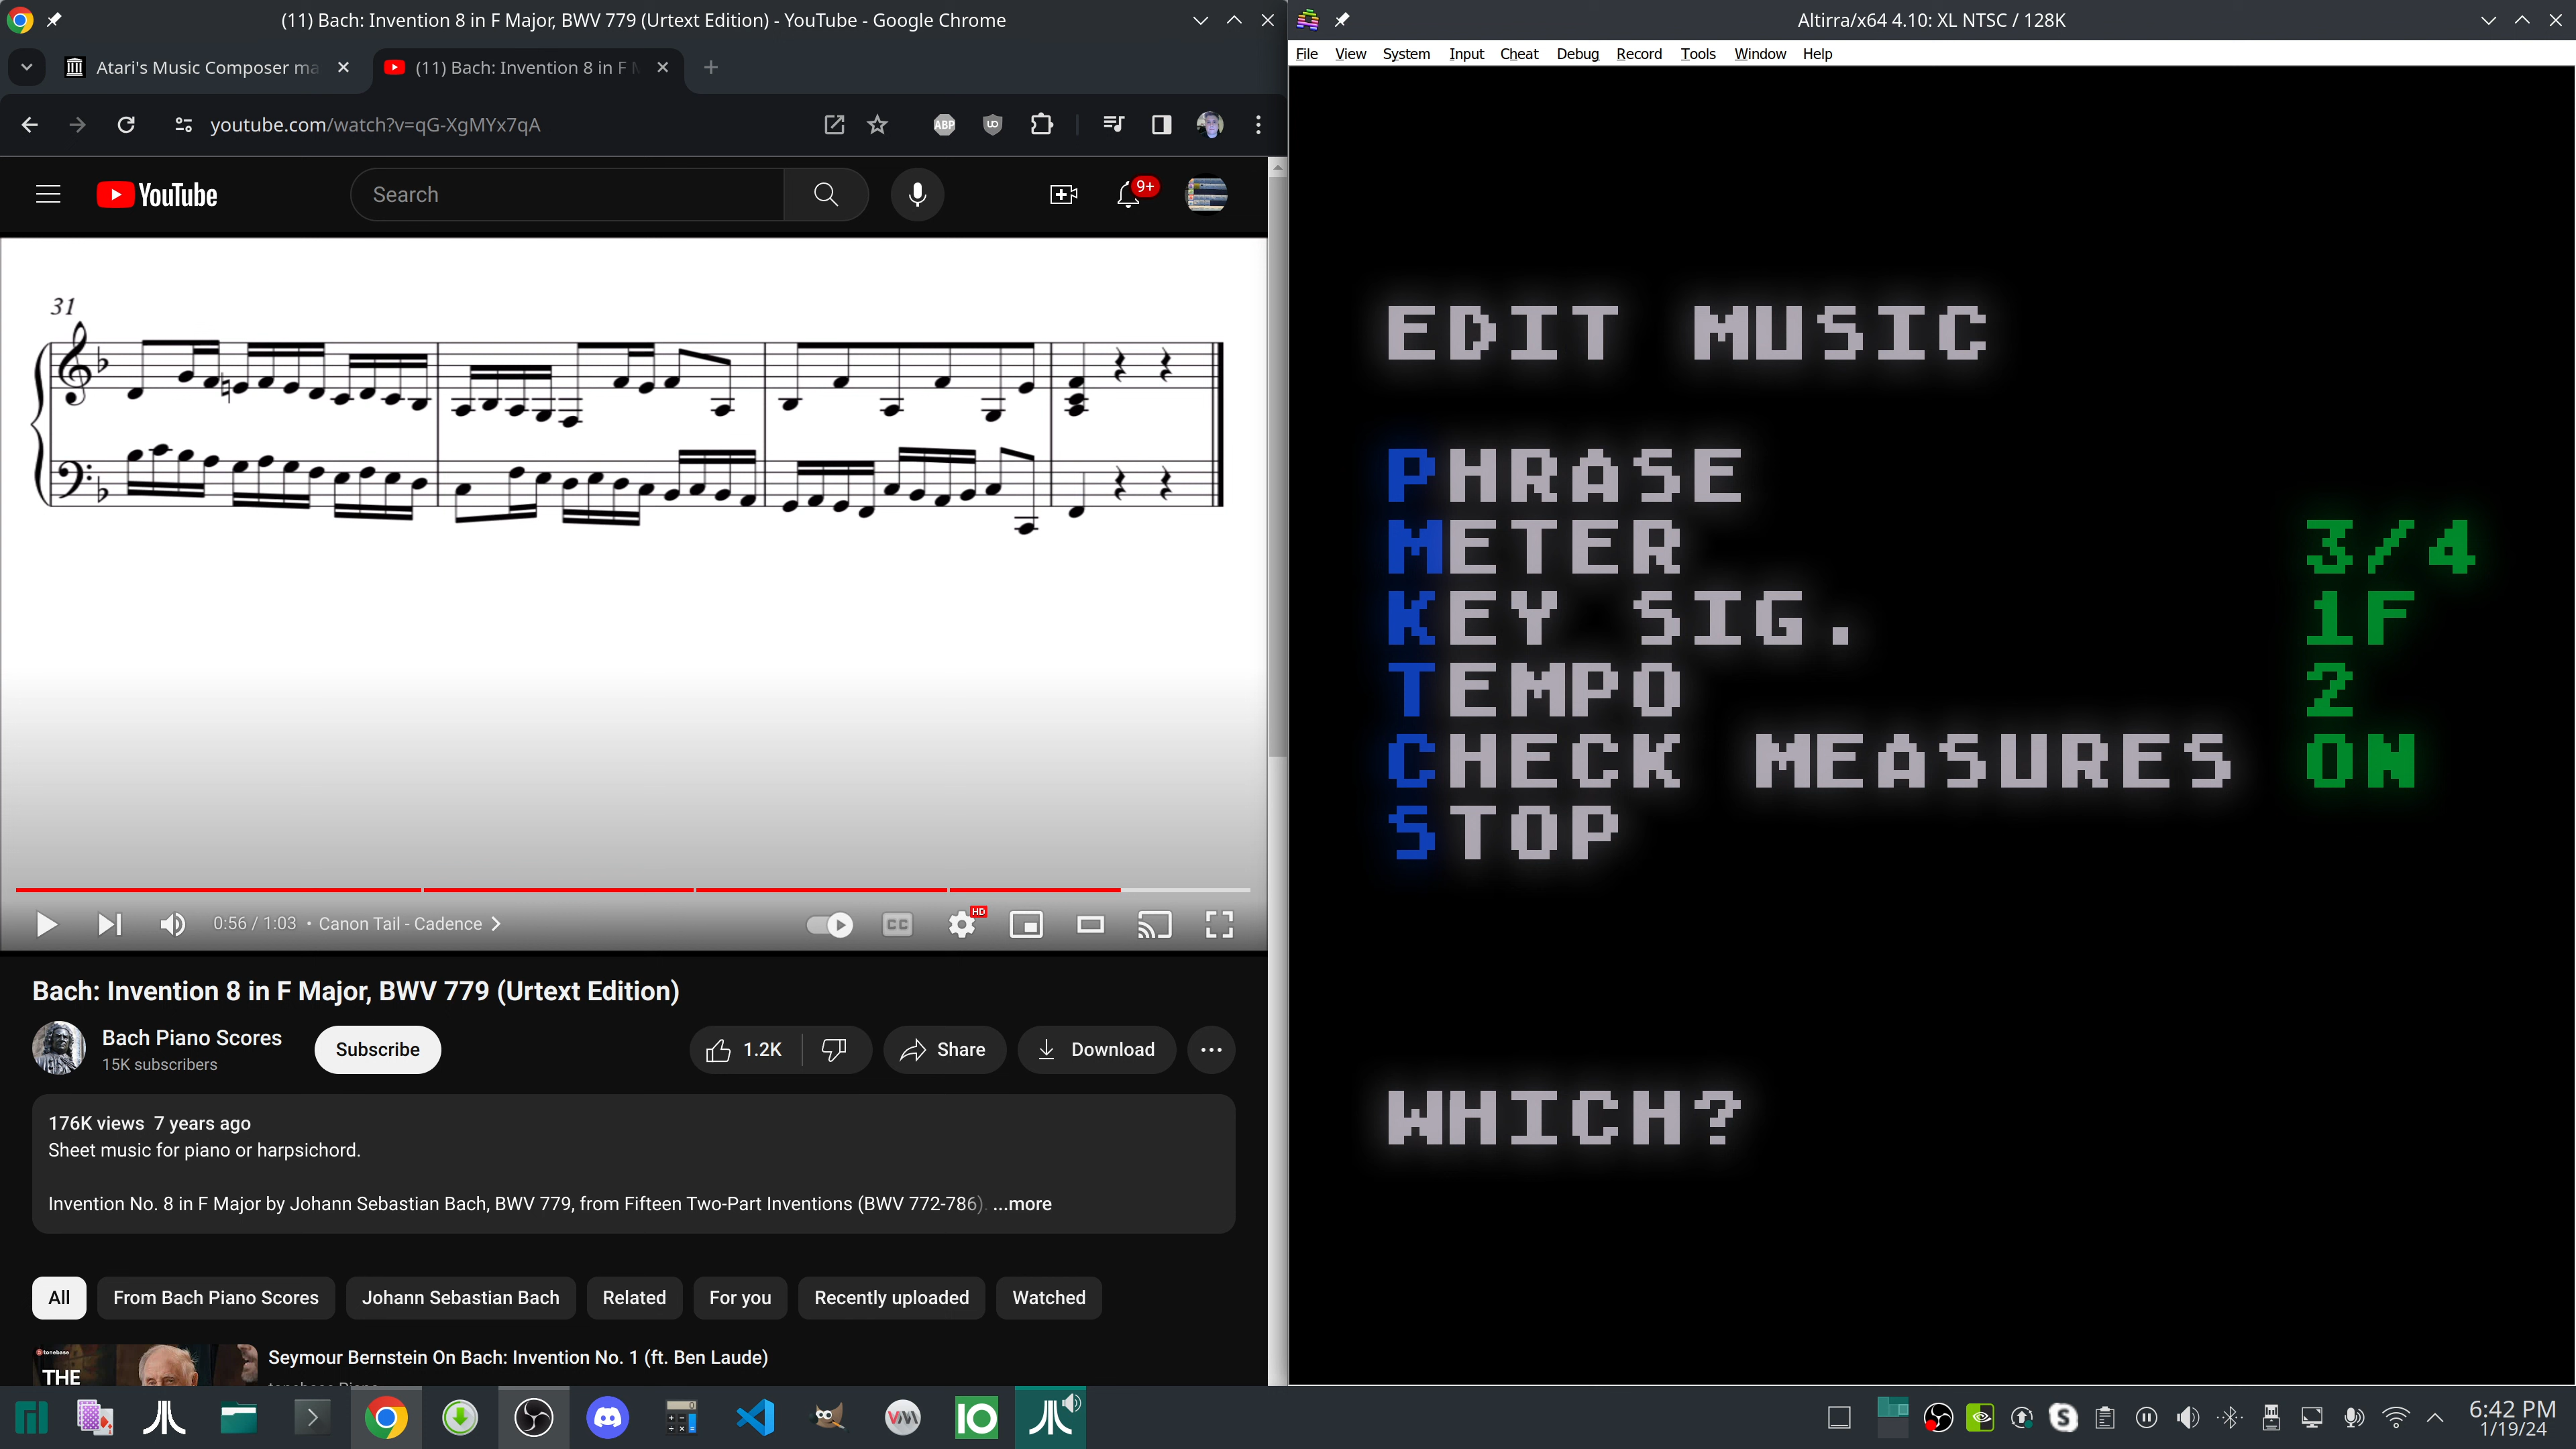 (11) Bach: Invention 8 in F Major, BWV 779 (Urtext Edition) - YouTube - Google Chrome
Atari's Music Composer ma
(11) Bach: Invention 8 in F M
youtube.com/watch?v=qG-XgMYx7qA
ABP
YouTube
Search
9+
31
0:56 / 1:03 • Canon Tail - Cadence
CC
HD
Bach: Invention 8 in F Major, BWV 779 (Urtext Edition)
Bach Piano Scores
15K subscribers
Subscribe
1.2K
Share
Download
176K views 7 years ago
Sheet music for piano or harpsichord.
Invention No. 8 in F Major by Johann Sebastian Bach, BWV 779, from Fifteen Two-Part Inventions (BWV 772-786). ...more
All
From Bach Piano Scores
Johann Sebastian Bach
Related
For you
Recently uploaded
Watched
tonebase
THE
Seymour Bernstein On Bach: Invention No. 1 (ft. Ben Laude)
Altirra/x64 4.10: XL NTSC / 128K
File View System Input Cheat Debug Record Tools Window Help
EDIT MUSIC
PHRASE
METER 3/4
KEY SIG. 1F
TEMPO 2
CHECK MEASURES ON
STOP
WHICH?
6:42 PM
1/19/24